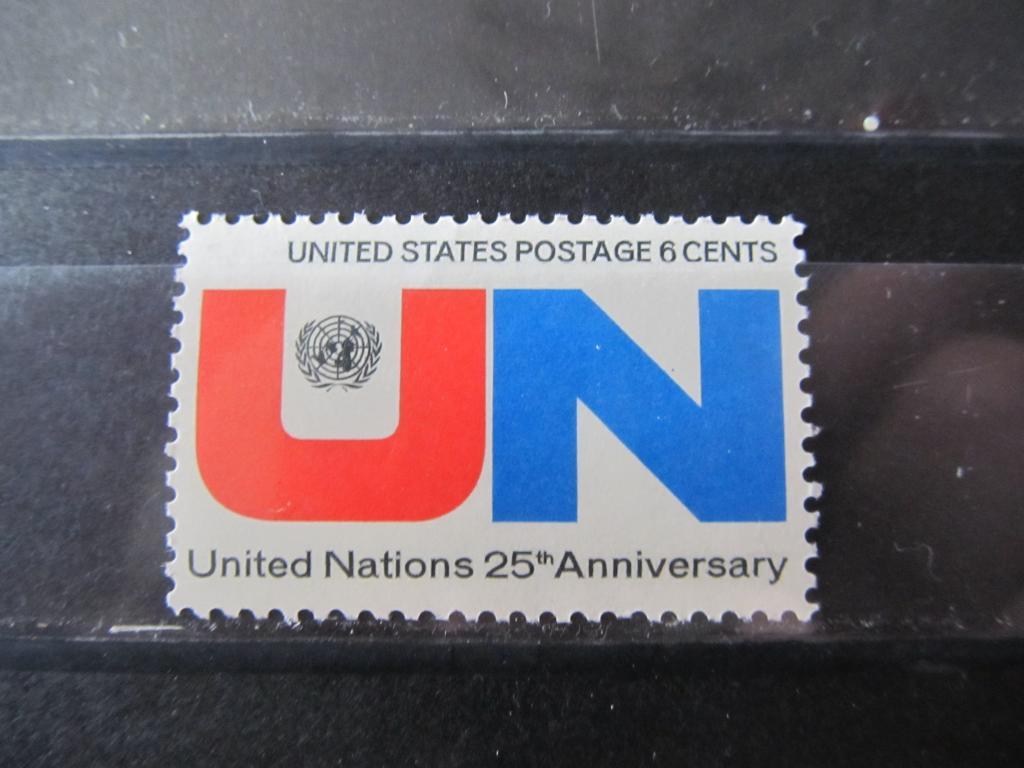 UNITED STATES POSTAGE 6 CENTS
UN
United Nations 25th Anniversary